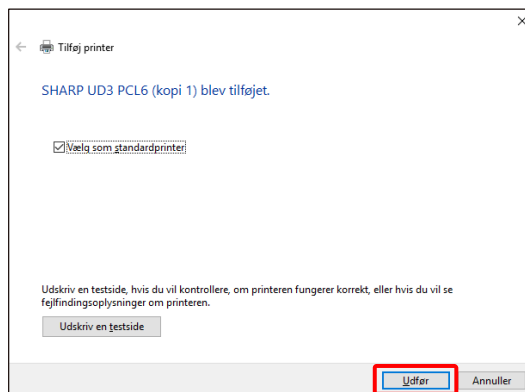 Tilføj printer
SHARP UD3 PCL6 (kopi 1) blev tilføjet.
Vælg som standardprinter
Udskriv en testside, hvis du vil kontrollere, om printeren fungerer korrekt, eller hvis du vil se
fejlfindingsoplysninger om printeren.
Udskriv en testside
Udfør
Annuller